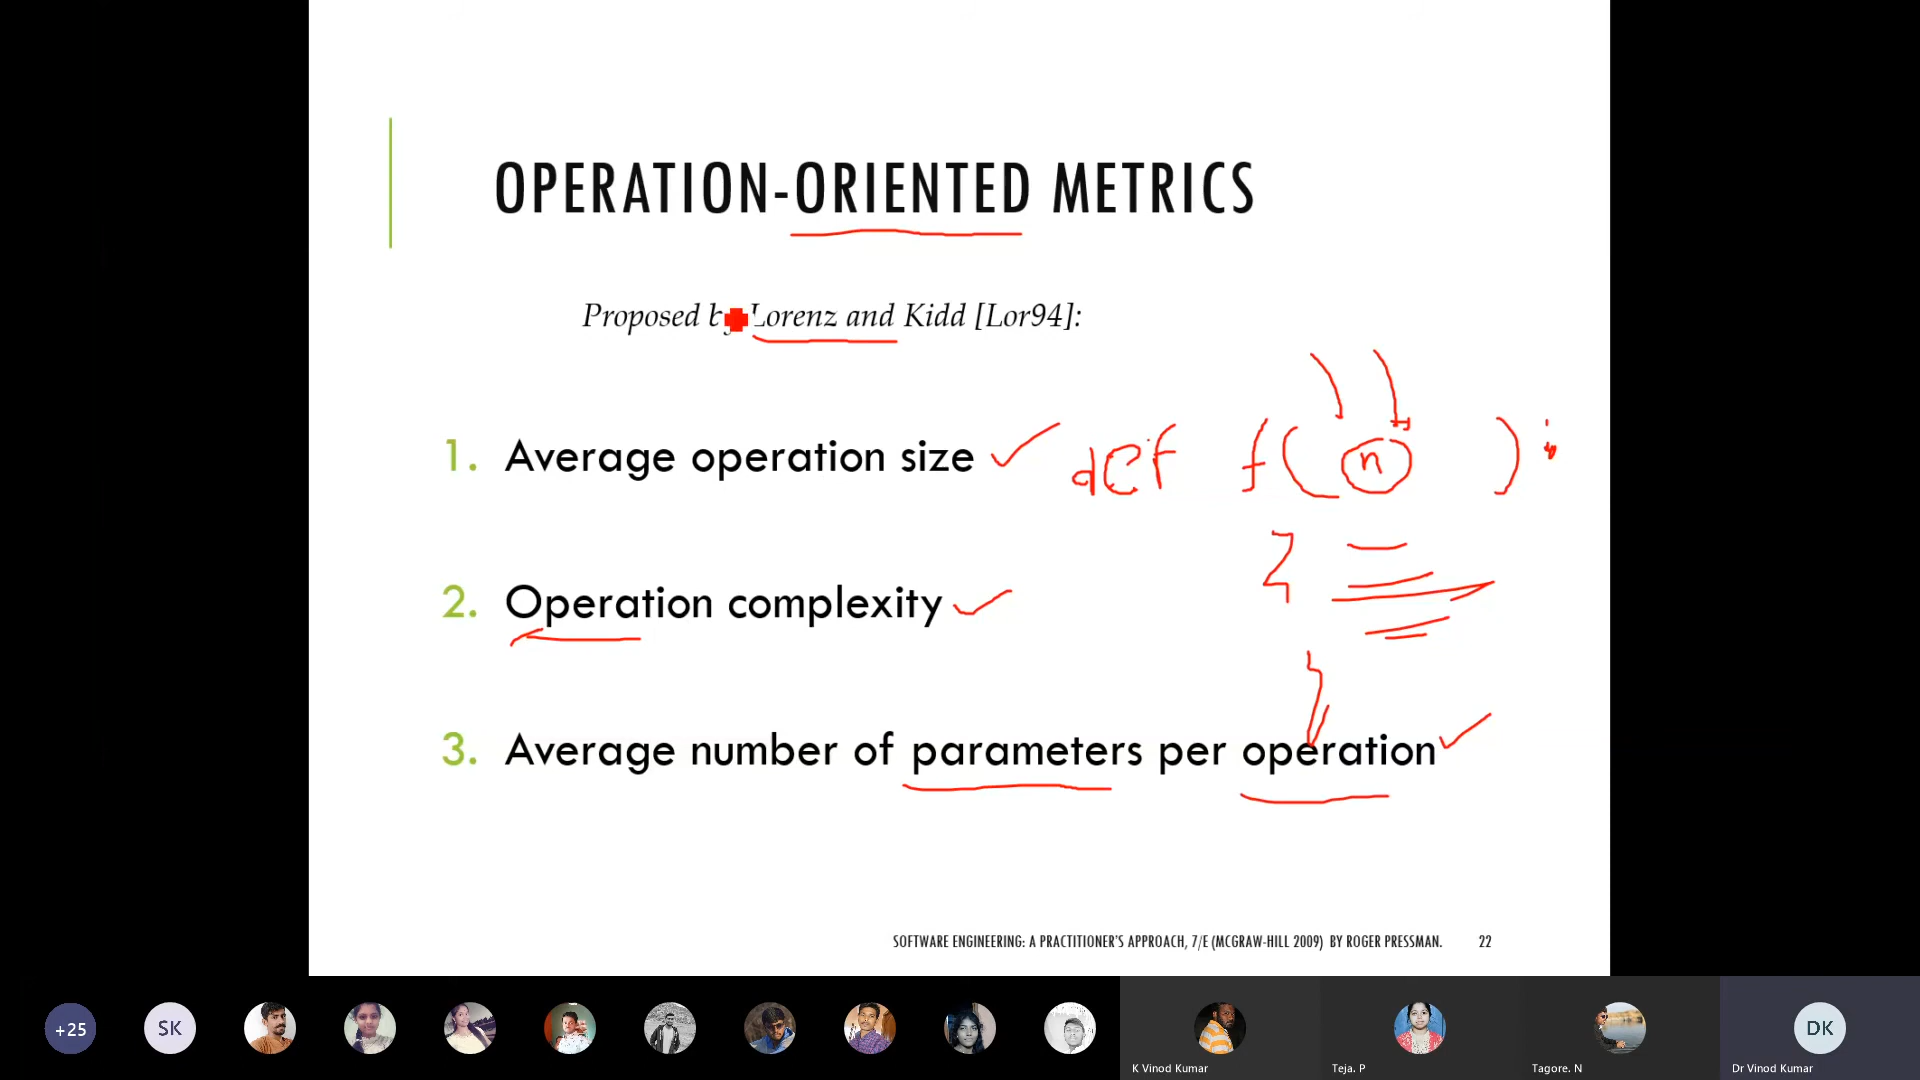 OPERATION-ORIENTED METRICS
Proposed by Lorenz and Kidd [Lor94]:
1. Average operation size
def f( n ):
2. Operation complexity
3. Average number of parameters per operation
SOFTWARE ENGINEERING: A PRACTITIONER'S APPROACH, 7/E (MCGRAW-HILL 2009) BY ROGER PRESSMAN. 22
+25 SK DK
K Vinod Kumar Teja. P Tagore. N Dr Vinod Kumar